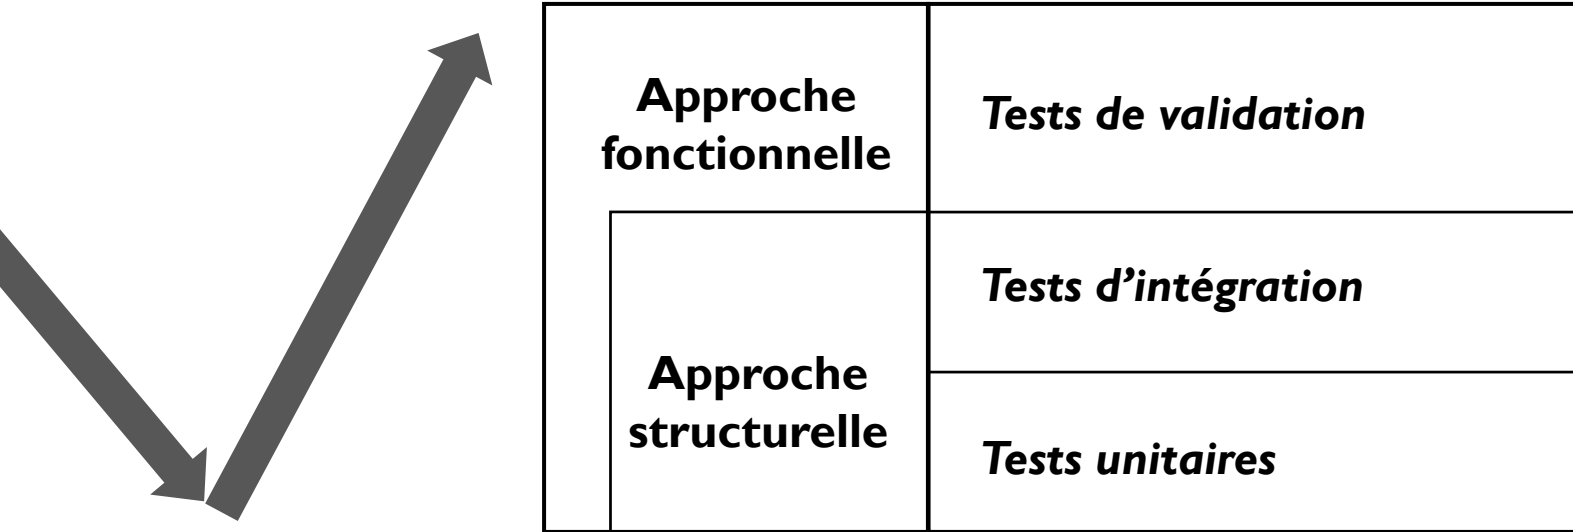 Approche
fonctionnelle
Tests de validation
Tests d’intégration
Approche
structurelle
Tests unitaires